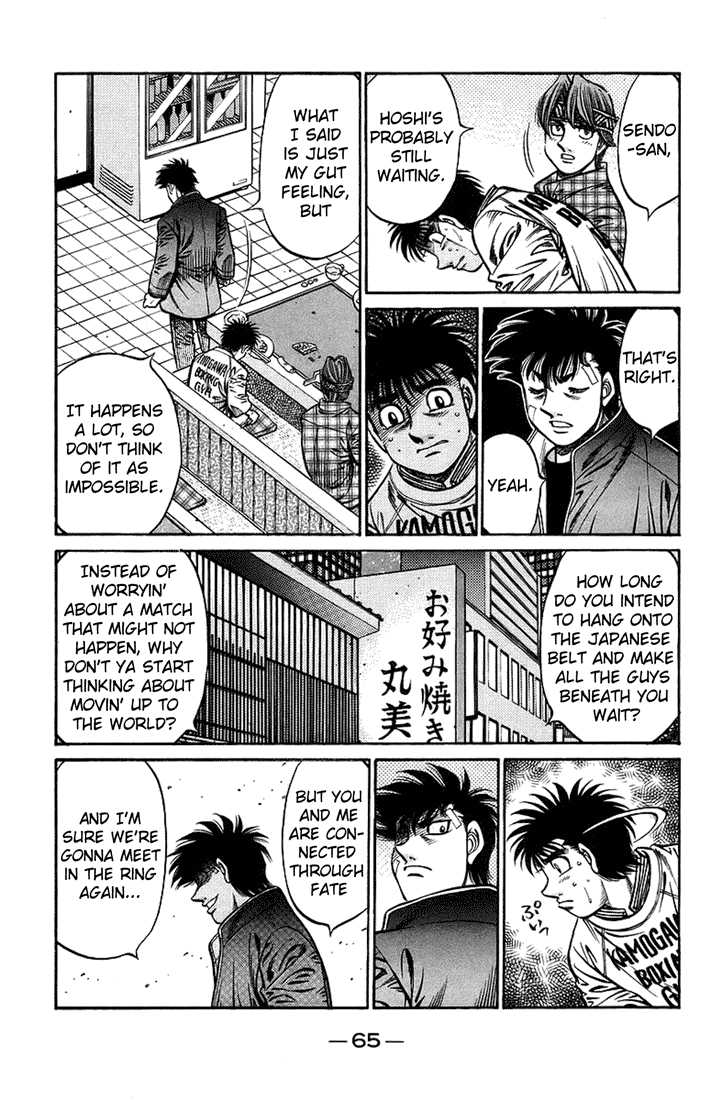 SENDO
-SAN,
HOSHI'S
PROBABLY
STILL
WAITING.
WHAT
I SAID
IS JUST
MY GUT
FEELING,
BUT
IT HAPPENS
A LOT, SO
DON'T THINK
OF IT AS
IMPOSSIBLE.
KAMOGAWA
BOXING
GYM
THAT'S
RIGHT.
YEAH.
KAMOGA
HOW LONG
DO YOU INTEND
TO HANG ONTO
THE JAPANESE
BELT AND MAKE
ALL THE GUYS
BENEATH YOU
WAIT?
お好み焼き
丸美
INSTEAD OF
WORRYIN'
ABOUT A MATCH
THAT MIGHT NOT
HAPPEN, WHY
DON'T YA START
THINKING ABOUT
MOVIN' UP TO
THE WORLD?
ぷいっ
KAMOGAWA
BOXIN
GYM
BUT YOU
AND ME
ARE CON-
NECTED
THROUGH
FATE
AND I'M
SURE WE'RE
GONNA MEET
IN THE RING
AGAIN...
—65—